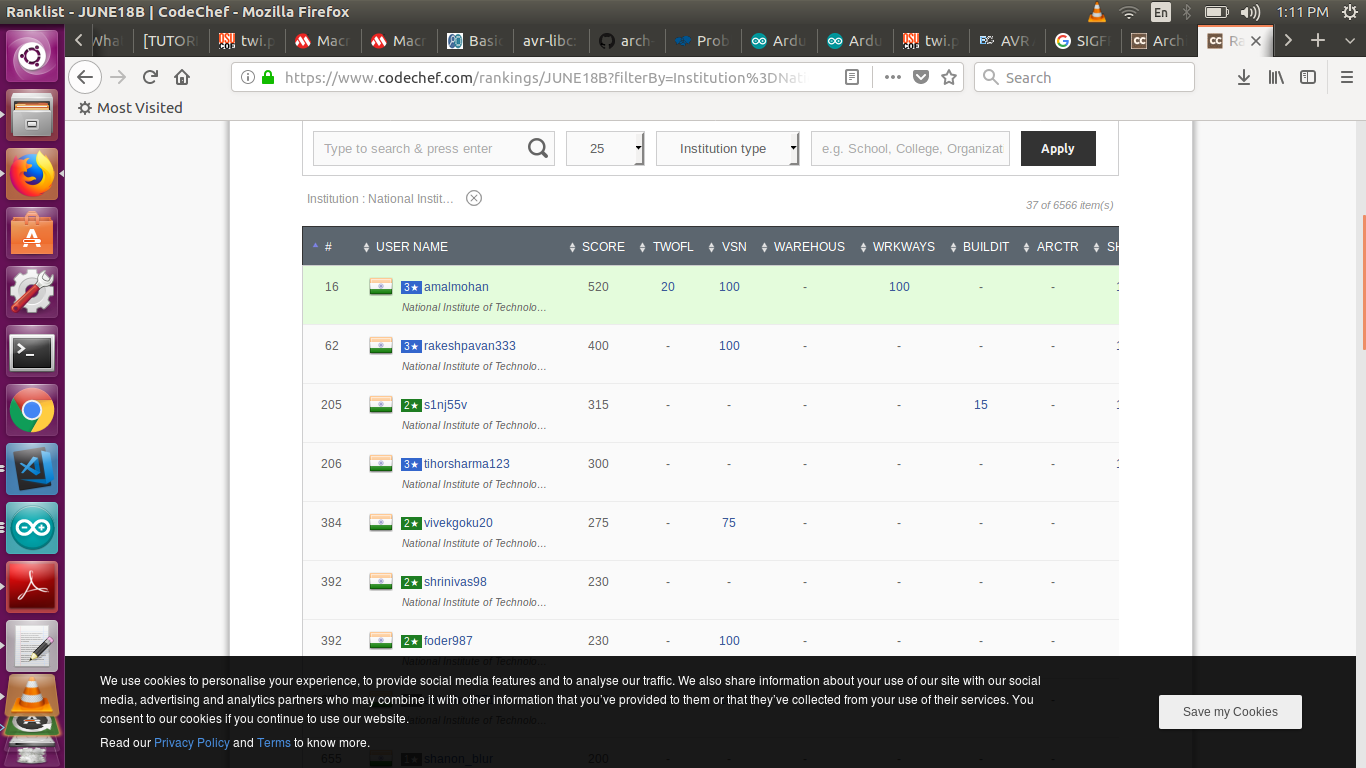 Ranklist - JUNE18B | CodeChef - Mozilla Firefox
En
1:11 PM
What
[TUTOR
twi.p
Macr
Macr
Basic
avr-libc:
arch-
Prob
Ardu
Ardu
twi.p
AVR
SIGF
Arch
Ra
https://www.codechef.com/rankings/JUNE18B?filterBy=Institution%3DNati
Search
Most Visited
Type to search & press enter
25
Institution type
e.g. School, College, Organizat
Apply
Institution : National Instit…
37 of 6566 item(s)
# USER NAME SCORE TWOFL VSN WAREHOUS WRKWAYS BUILDIT ARCTR SH
16 3★ amalmohan 520 20 100 - 100 - - 1
National Institute of Technolo…
62 3★ rakeshpavan333 400 - 100 - - - - 1
National Institute of Technolo…
205 2★ s1nj55v 315 - - - - 15 - 1
National Institute of Technolo…
206 3★ tihorsharma123 300 - - - - - - 1
National Institute of Technolo…
384 2★ vivekgoku20 275 - 75 - - - -
National Institute of Technolo…
392 2★ shrinivas98 230 - - - - - -
National Institute of Technolo…
392 2★ foder987 230 - 100 - - - -
National Institute of Technolo…
We use cookies to personalise your experience, to provide social media features and to analyse our traffic. We also share information about your use of our site with our social
media, advertising and analytics partners who may combine it with other information that you've provided to them or that they've collected from your use of their services. You
consent to our cookies if you continue to use our website.
Read our Privacy Policy and Terms to know more.
Save my Cookies
655 shanon_blur 200